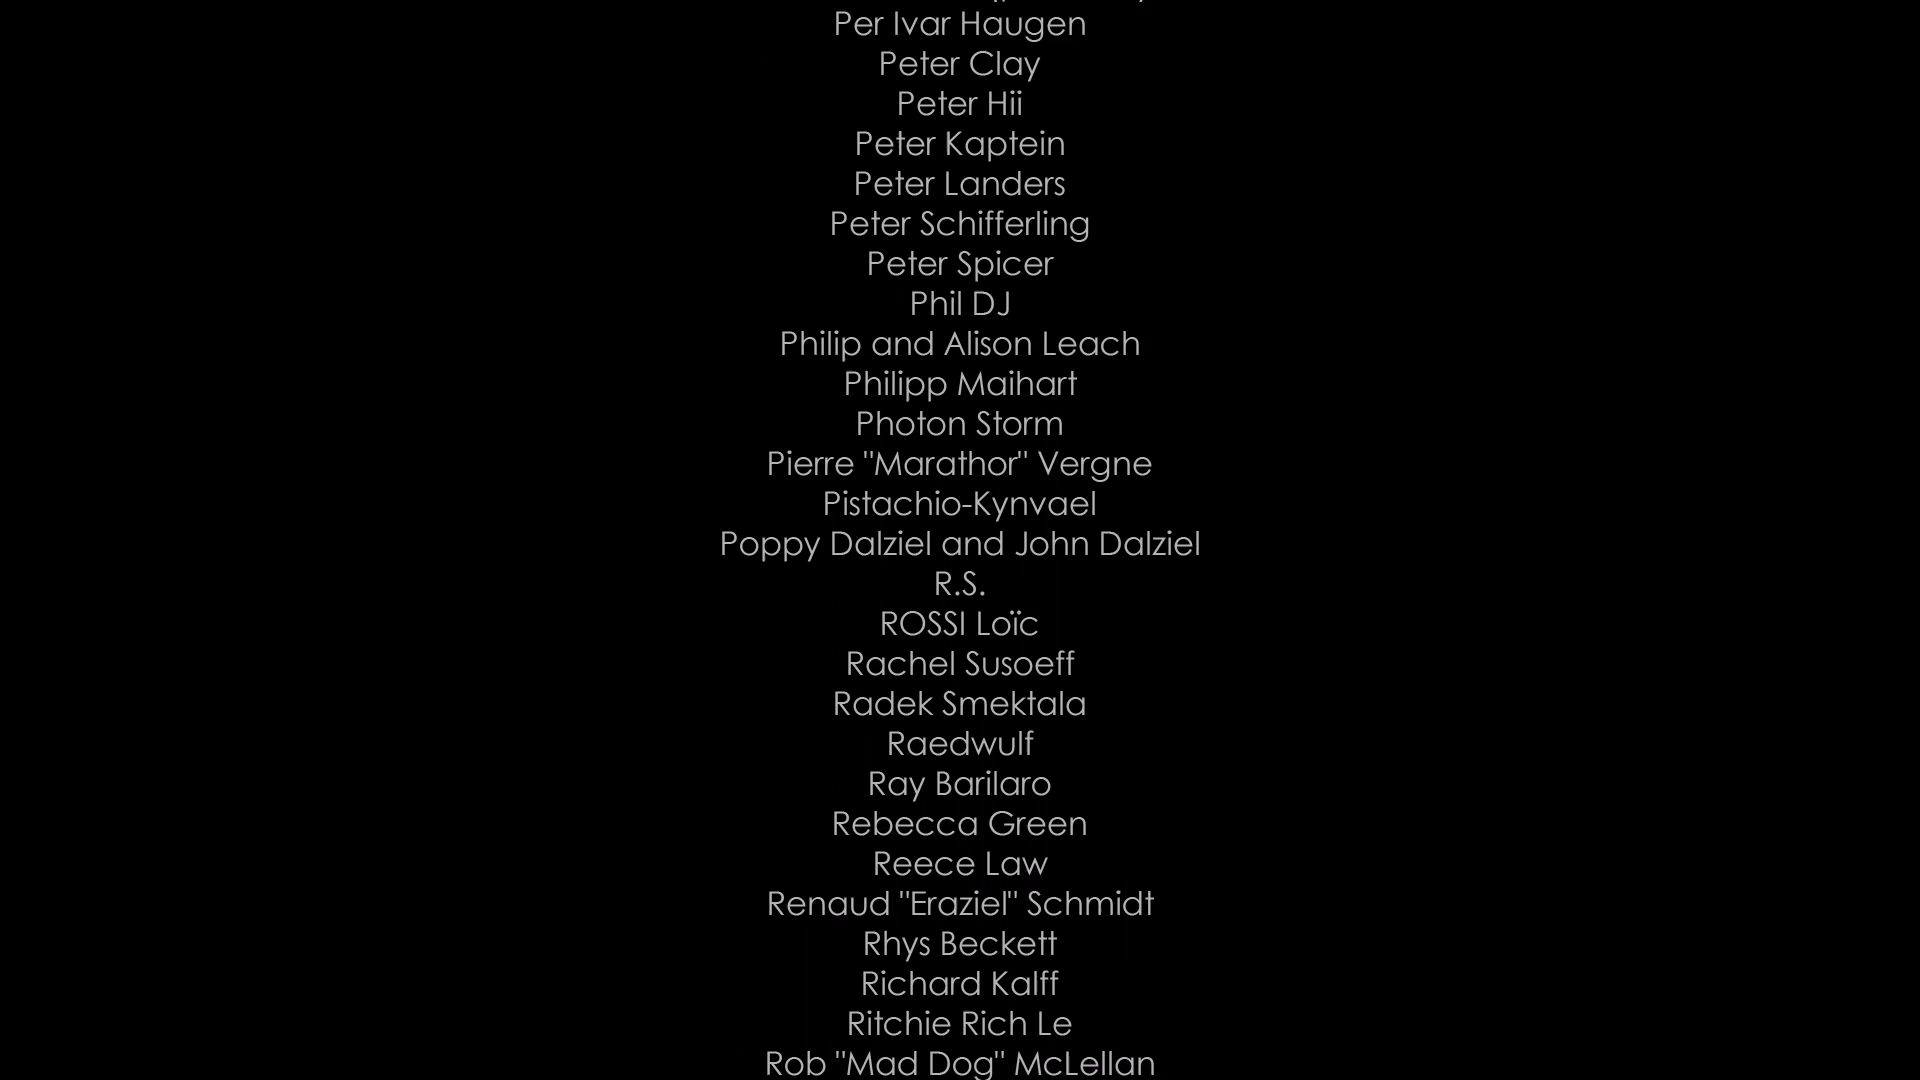 Per Ivar Haugen
Peter Clay
Peter Hii
Peter Kaptein
Peter Landers
Peter Schifferling
Peter Spicer
Phil DJ
Philip and Alison Leach
Philipp Maihart
Photon Storm
Pierre "Marathor" Vergne
Pistachio-Kynvael
Poppy Dalziel and John Dalziel
R.S.
ROSSI Loïc
Rachel Susoeff
Radek Smektala
Raedwulf
Ray Barilaro
Rebecca Green
Reece Law
Renaud "Eraziel" Schmidt
Rhys Beckett
Richard Kalff
Ritchie Rich Le
Rob "Mad Dog" McLellan